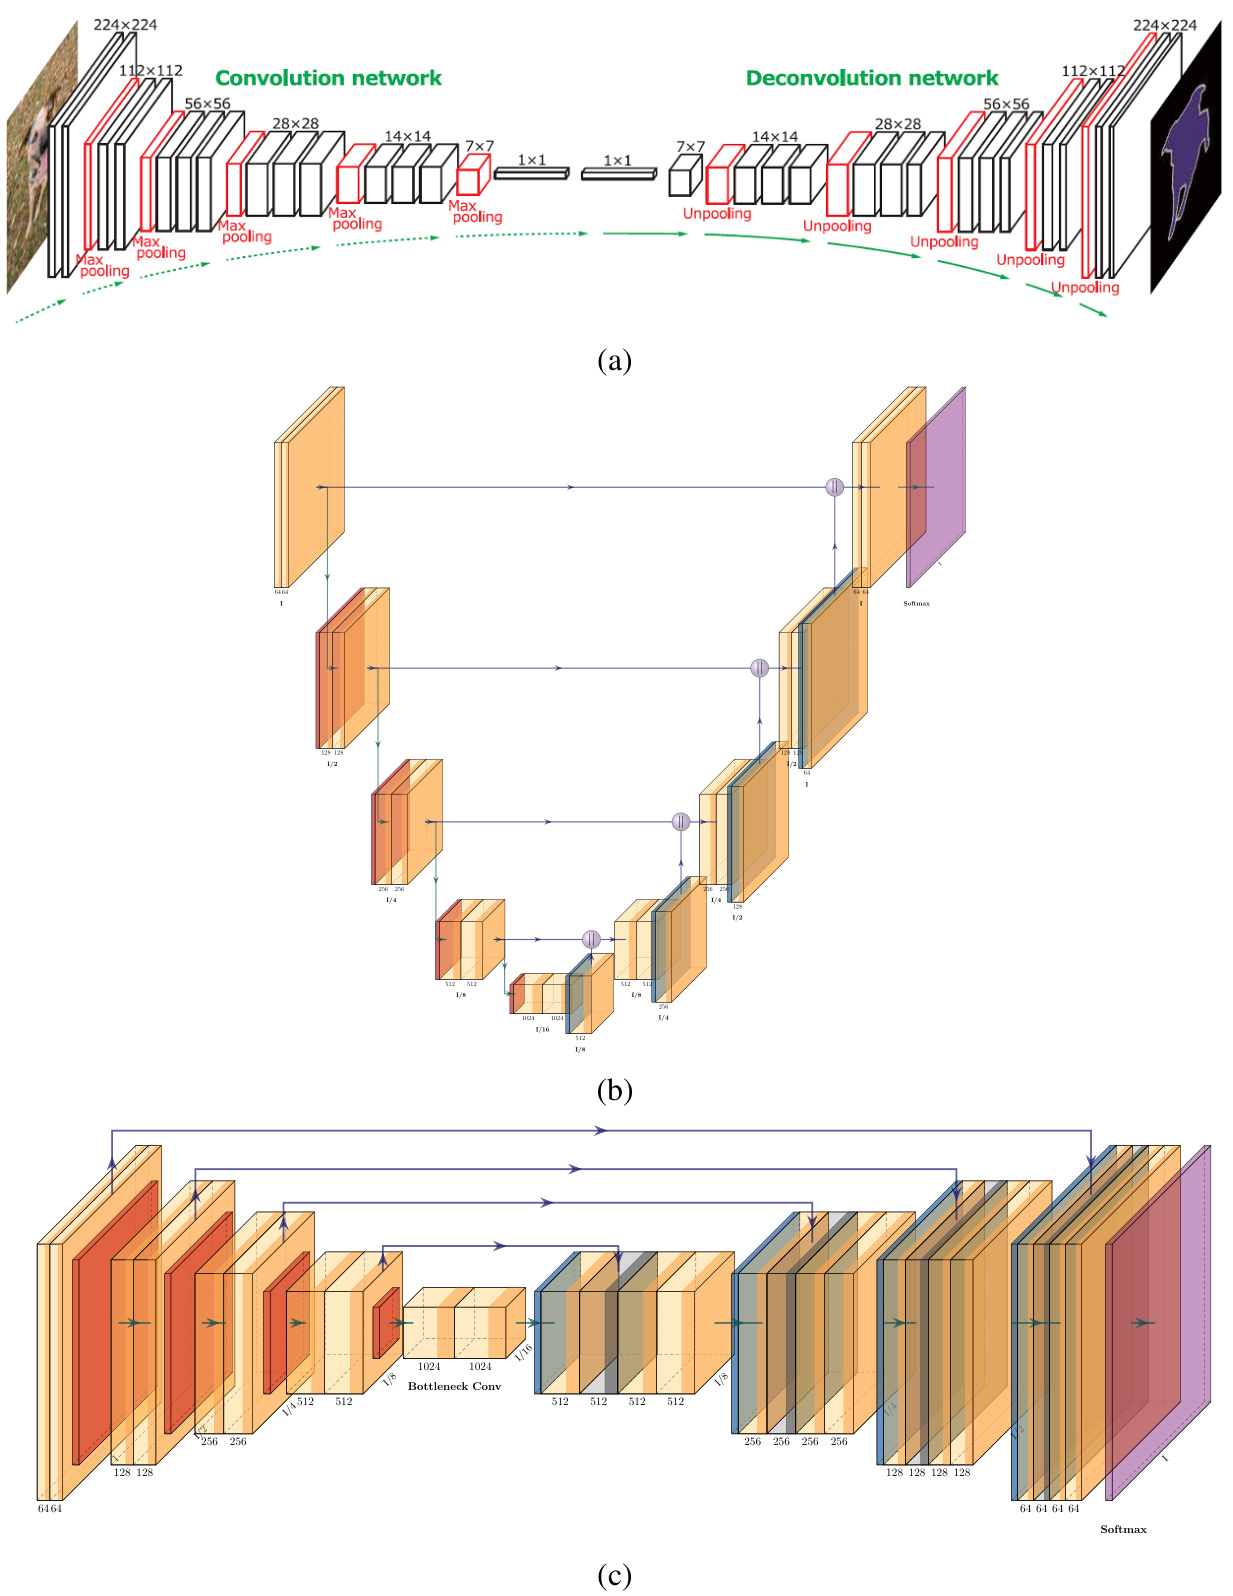 224×224
112×112
56×56
28×28
14×14
7×7
1×1
1×1
7×7
14×14
28×28
56×56
112×112
224×224
Convolution network
Deconvolution network
Max
pooling
Max
pooling
Max
pooling
Max
pooling
Max
pooling
Unpooling
Unpooling
Unpooling
Unpooling
Unpooling
(a)
64 64
I
128 128
I/2
256 256
I/4
512 512
I/8
1024 1024
I/16
512
I/8
512 512
I/8
256
I/4
256 256
I/4
128
I/2
128 128
I/2
64
I
64 64
I
Softmax
I
||
||
||
||
(b)
64 64
I
128 128
I/2
256 256
I/4
512 512
I/8
1024 1024
I/16
Bottleneck Conv
512 512 512 512
I/8
256 256 256 256
I/4
128 128 128 128
I/2
64 64 64 64
I
Softmax
(c)